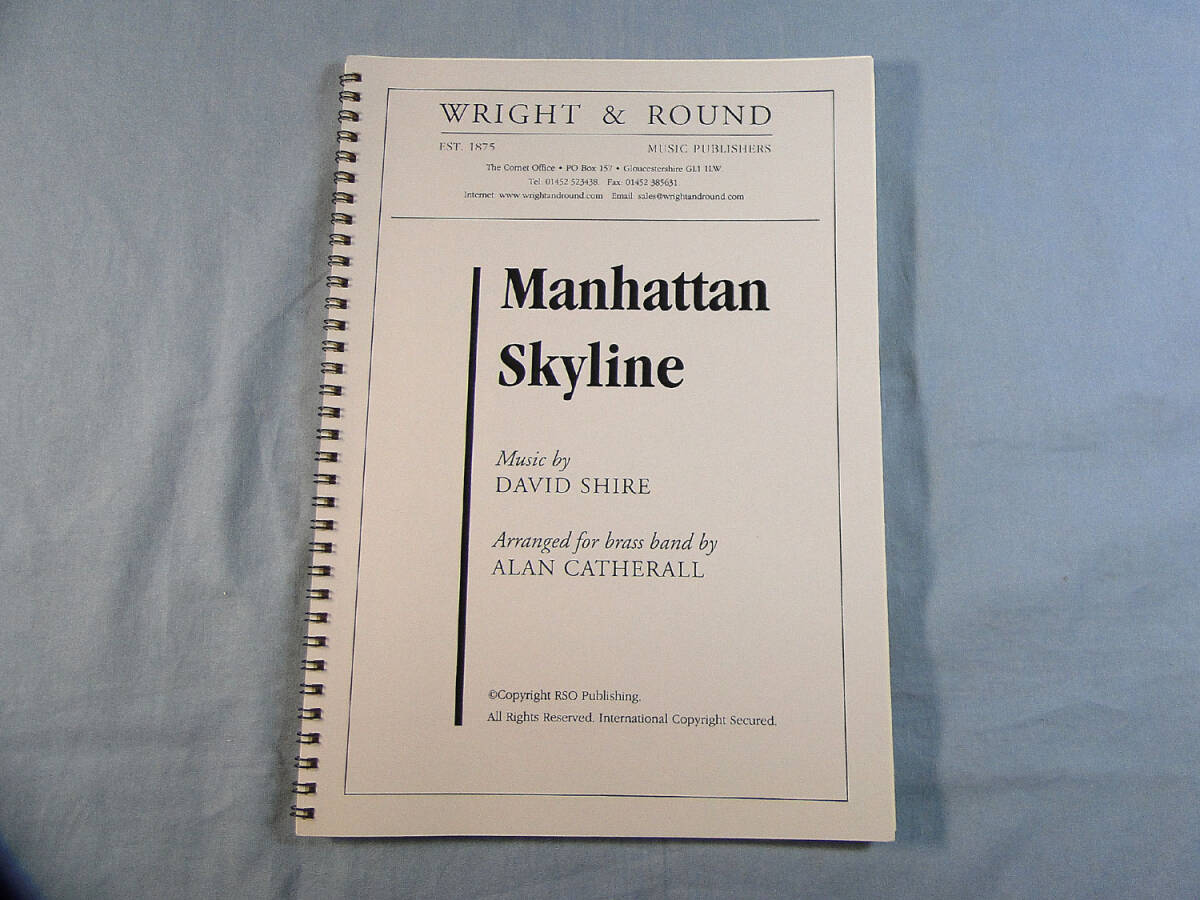 WRIGHT & ROUND
EST. 1875 MUSIC PUBLISHERS
The Cornet Office • PO Box 157 • Gloucestershire GL1 1LW
Tel: 01452 523438 Fax: 01452 385631
Internet: www.wrightandround.com Email: sales@wrightandround.com
Manhattan
Skyline
Music by
DAVID SHIRE
Arranged for brass band by
ALAN CATHERALL
©Copyright RSO Publishing.
All Rights Reserved. International Copyright Secured.